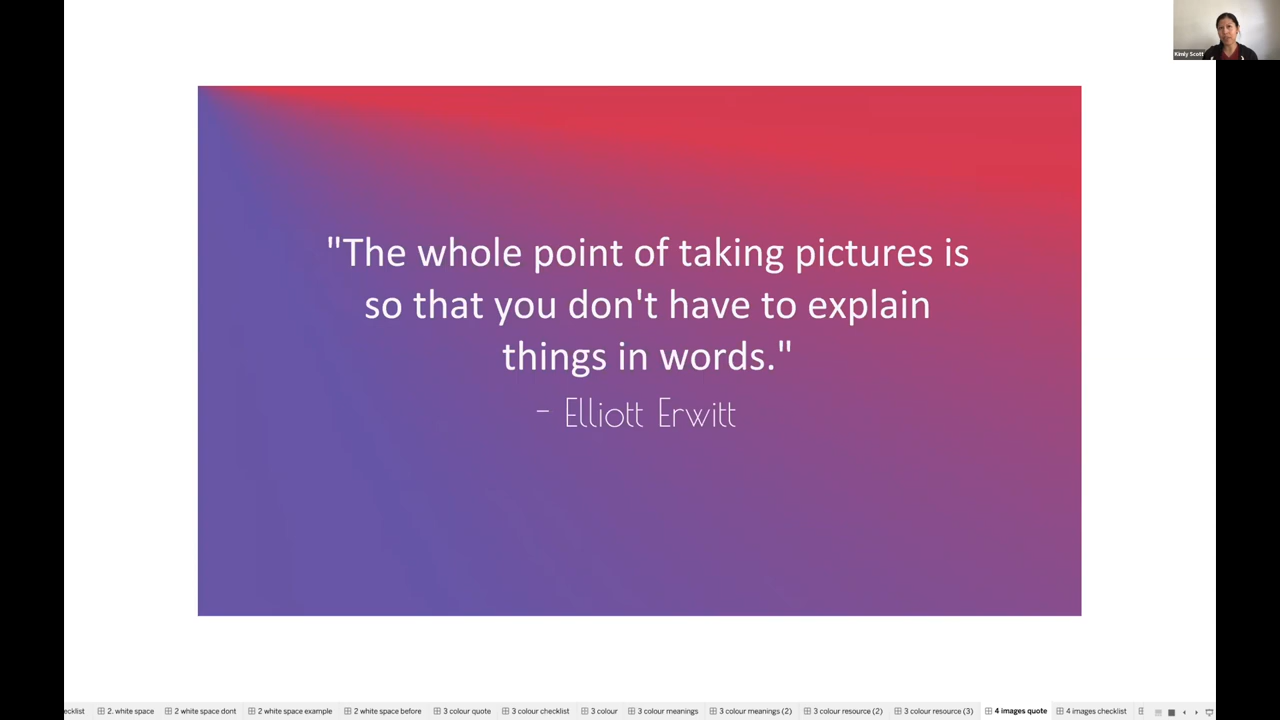 Kimly Scott
"The whole point of taking pictures is
so that you don't have to explain
things in words."
- Elliott Erwitt
ecklist
2. white space
2 white space dont
2 white space example
2 white space before
3 colour quote
3 colour checklist
3 colour
3 colour meanings
3 colour meanings (2)
3 colour resource (2)
3 colour resource (3)
4 images quote
4 images checklist